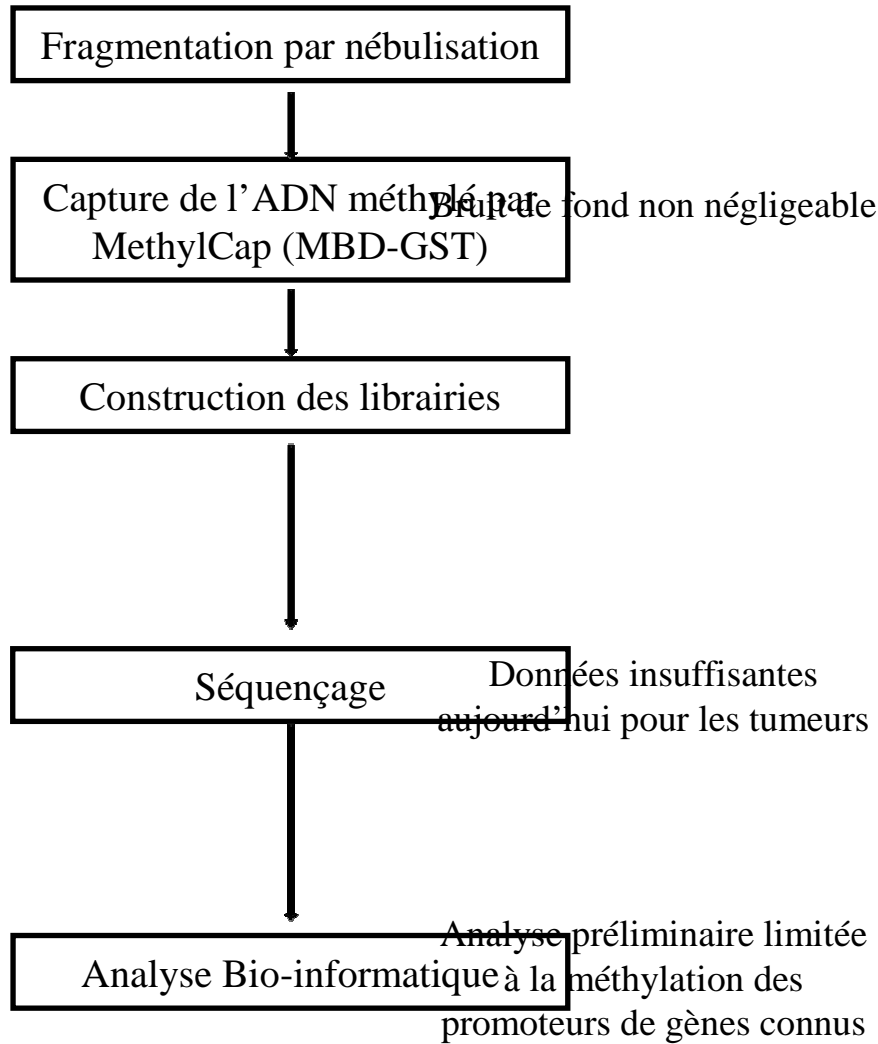 Fragmentation par nébulisation
Capture de l’ADN méthylé par
MethylCap (MBD-GST)
Bruit de fond non négligeable
Construction des librairies
Séquençage
Données insuffisantes
aujourd’hui pour les tumeurs
Analyse Bio-informatique
Analyse préliminaire limitée
à la méthylation des
promoteurs de gènes connus